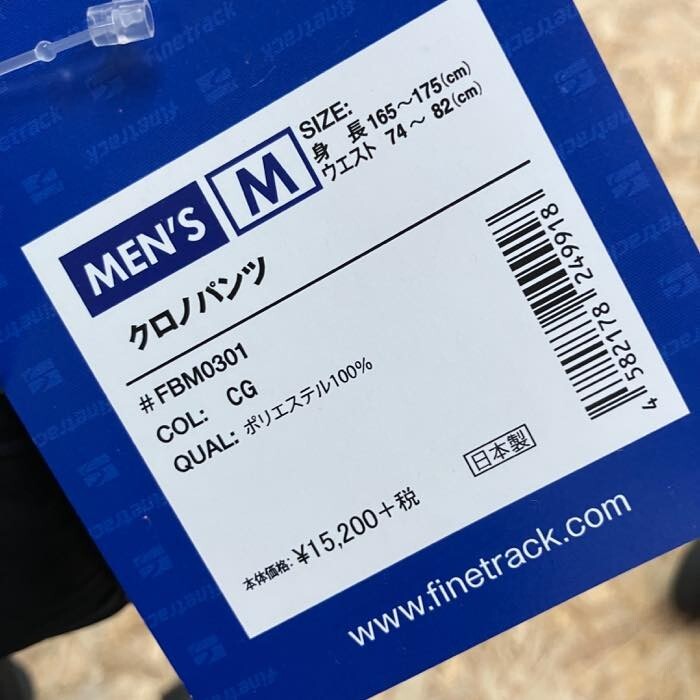 finetrack
MEN'S
M
SIZE:
身 長 165〜175(cm)
ウエスト 74〜 82(cm)
クロノパンツ
#FBM0301
COL: CG
QUAL: ポリエステル100%
日本製
本体価格: ¥15,200+税
4 582178 249918
www.finetrack.com